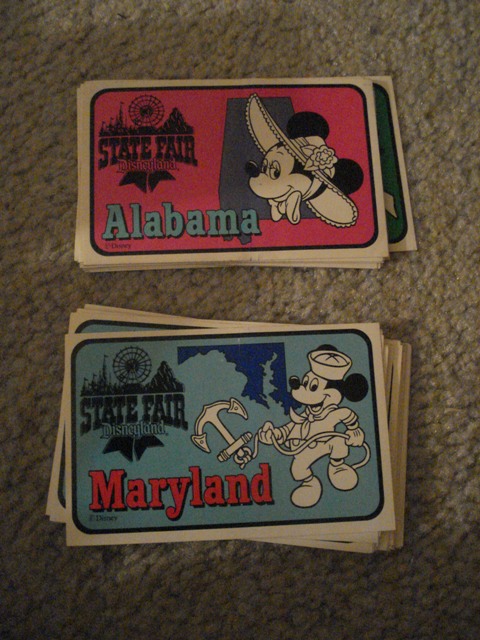 STATE FAIR
Disneyland
Alabama
© Disney
STATE FAIR
Disneyland
Maryland
© Disney